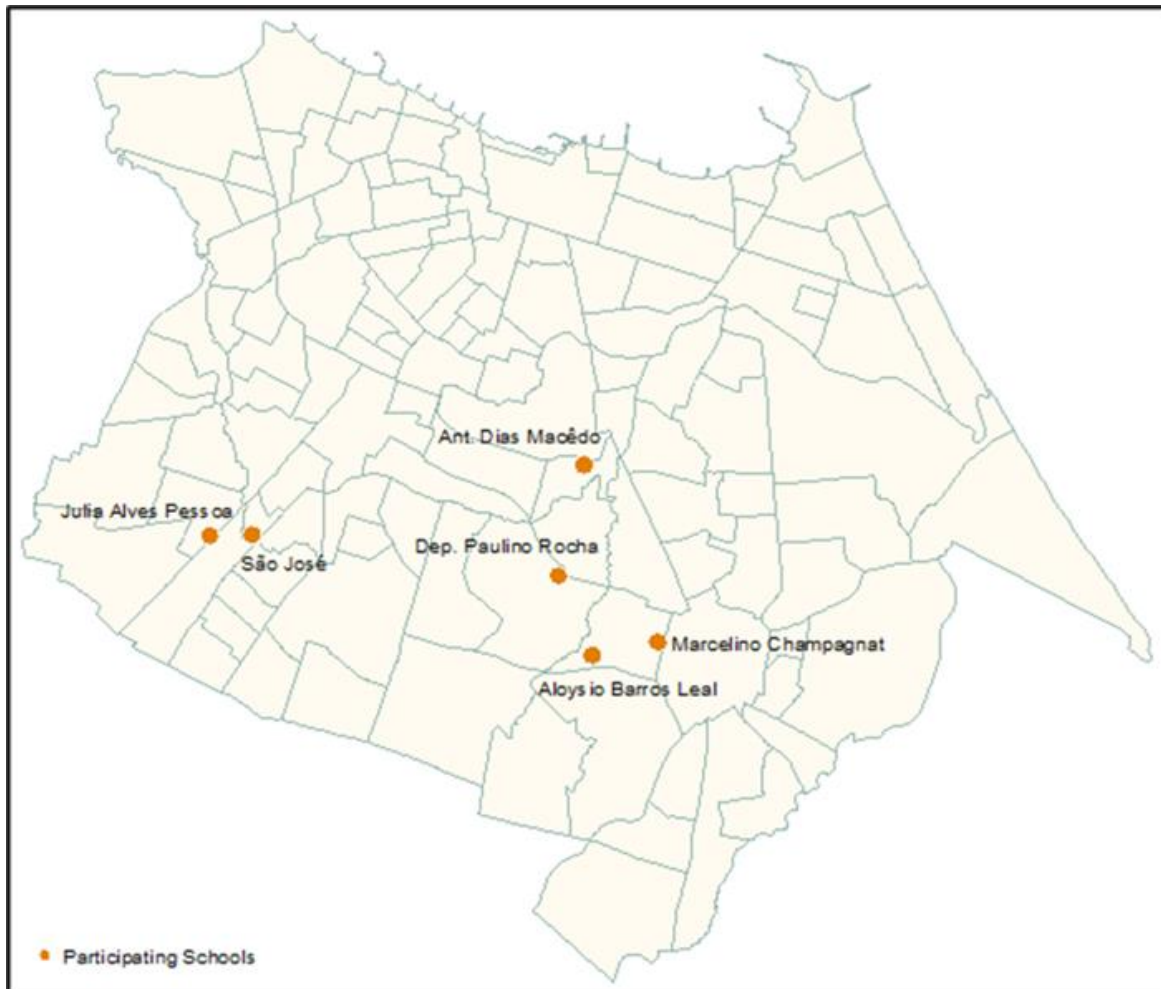 Ant. Dias Macêdo
Julia Alves Pessoa
São José
Dep. Paulino Rocha
Marcelino Champagnat
Aloysio Barros Leal
Participating Schools